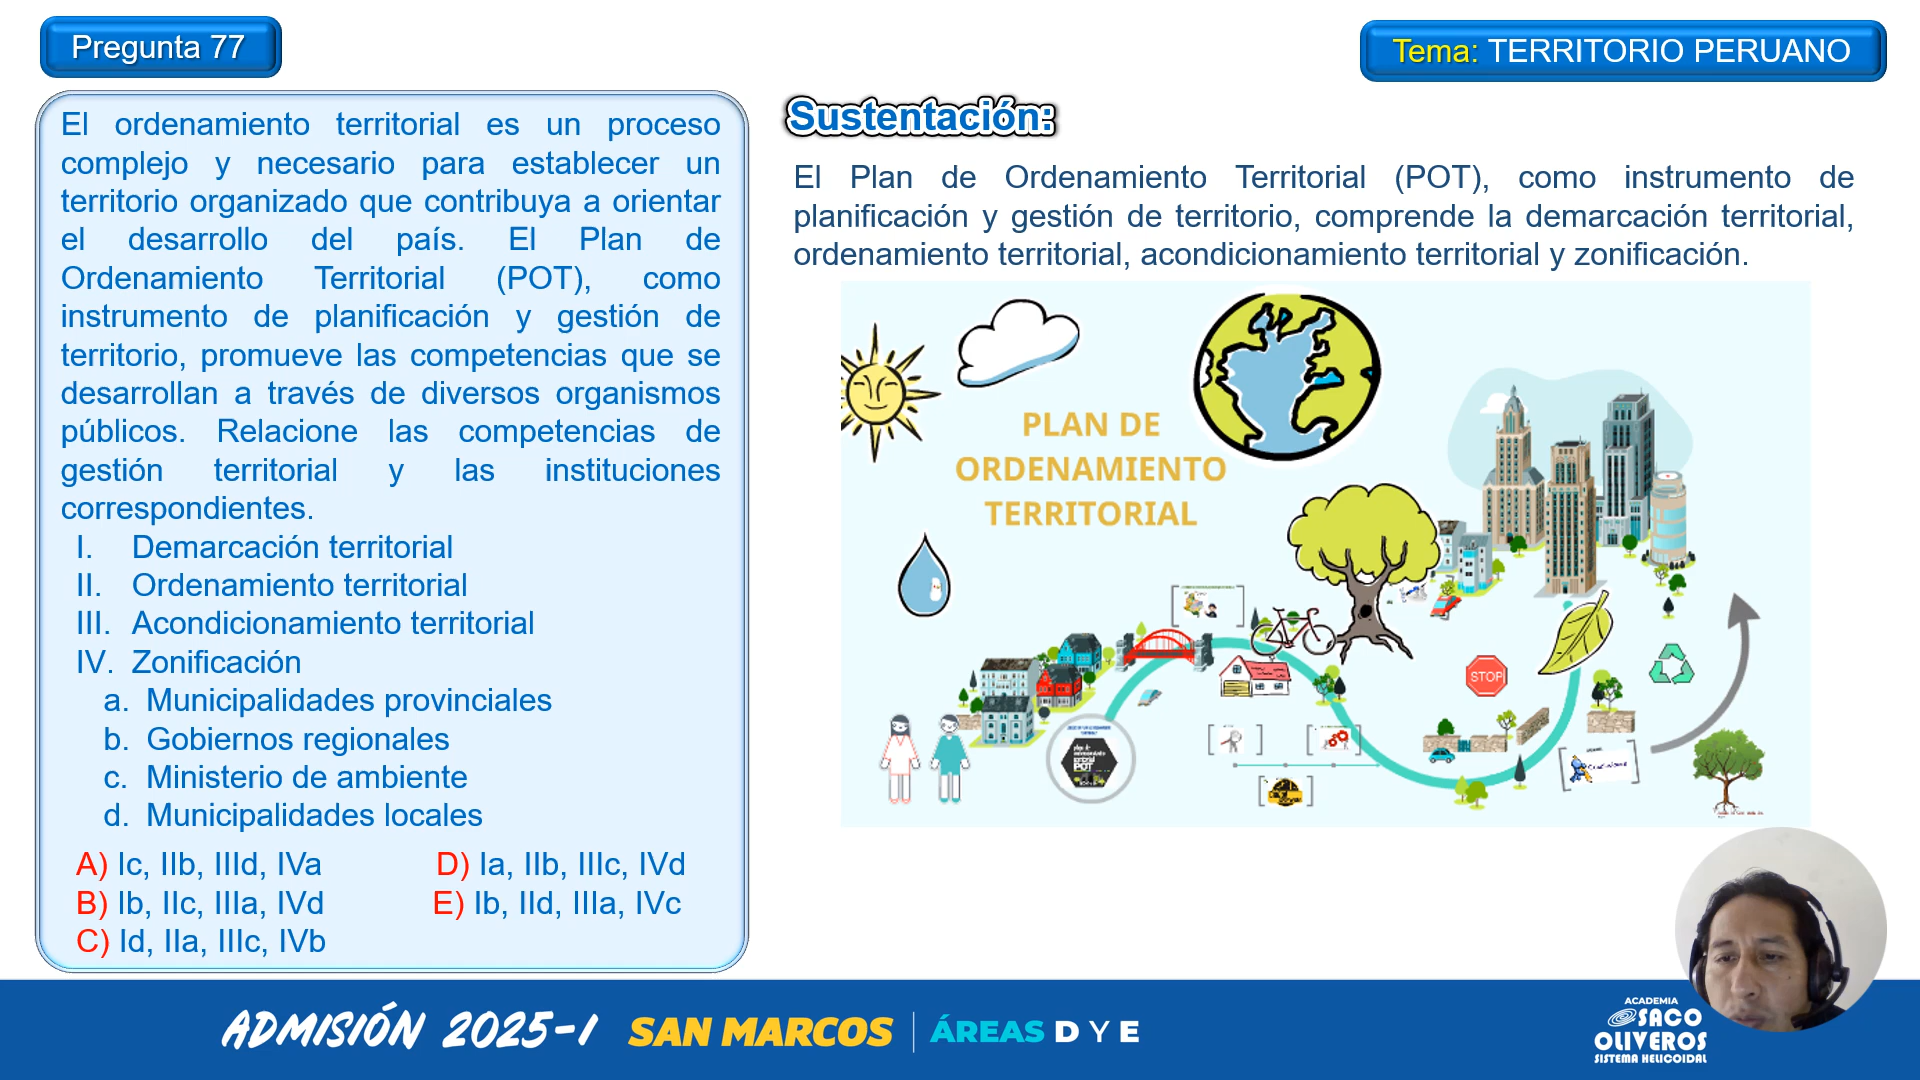 Pregunta 77
Tema: TERRITORIO PERUANO
El ordenamiento territorial es un proceso
complejo y necesario para establecer un
territorio organizado que contribuya a orientar
el desarrollo del país. El Plan de
Ordenamiento Territorial (POT), como
instrumento de planificación y gestión de
territorio, promueve las competencias que se
desarrollan a través de diversos organismos
públicos. Relacione las competencias de
gestión territorial y las instituciones
correspondientes.
I. Demarcación territorial
II. Ordenamiento territorial
III. Acondicionamiento territorial
IV. Zonificación
a. Municipalidades provinciales
b. Gobiernos regionales
c. Ministerio de ambiente
d. Municipalidades locales
A) Ic, IIb, IIId, IVa
B) Ib, IIc, IIIa, IVd
C) Id, IIa, IIIc, IVb
D) Ia, IIb, IIIc, IVd
E) Ib, IId, IIIa, IVc
Sustentación:
El Plan de Ordenamiento Territorial (POT), como instrumento de
planificación y gestión de territorio, comprende la demarcación territorial,
ordenamiento territorial, acondicionamiento territorial y zonificación.
PLAN DE
ORDENAMIENTO
TERRITORIAL
STOP
POT
ADMISIÓN 2025-I SAN MARCOS ÁREAS D Y E
ACADEMIA
SACO
OLIVEROS
SISTEMA HELICOIDAL